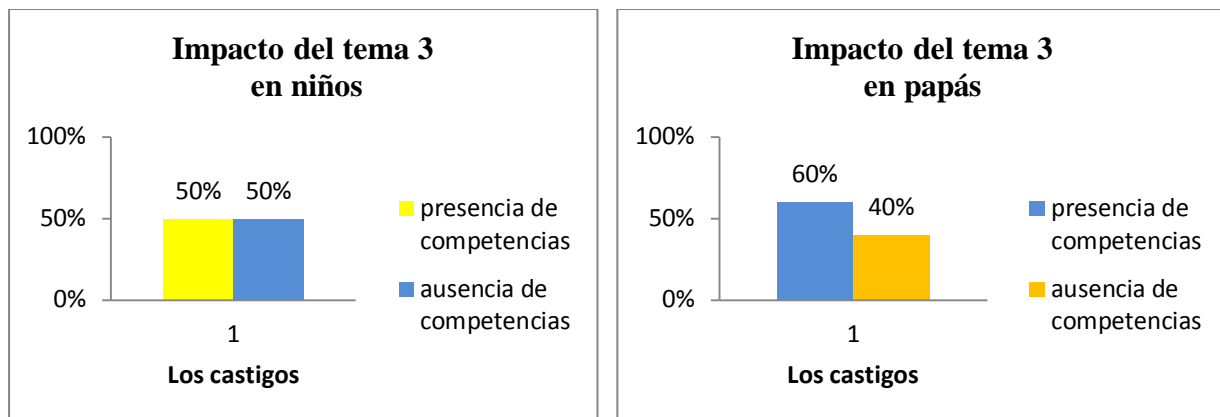 Impacto del tema 3
en niños
100%
50%
0%
50%
50%
1
Los castigos
presencia de
competencias
ausencia de
competencias
Impacto del tema 3
en papás
100%
50%
0%
60%
40%
1
Los castigos
presencia de
competencias
ausencia de
competencias